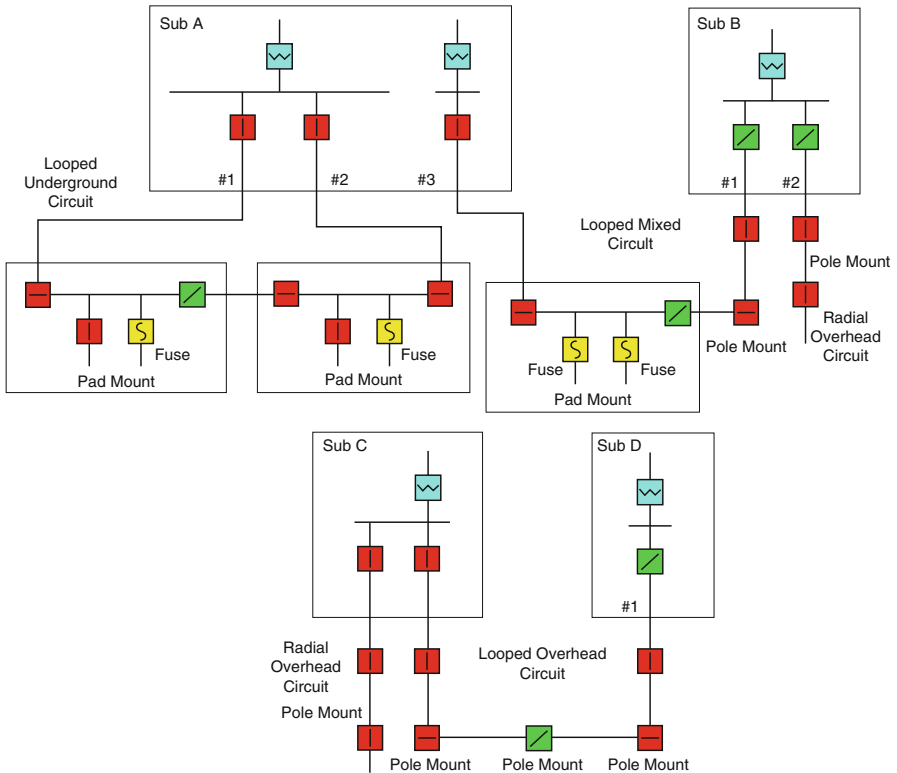 Sub A
Sub B
Looped
Underground
Circuit
#1
#2
#3
#1
#2
Looped Mixed
Circult
Pole Mount
Radial
Overhead
Circuit
Pole Mount
Fuse
Pad Mount
Fuse
Pad Mount
Fuse
Fuse
Pad Mount
Sub C
Sub D
#1
Radial
Overhead
Circuit
Looped Overhead
Circuit
Pole Mount
Pole Mount
Pole Mount
Pole Mount